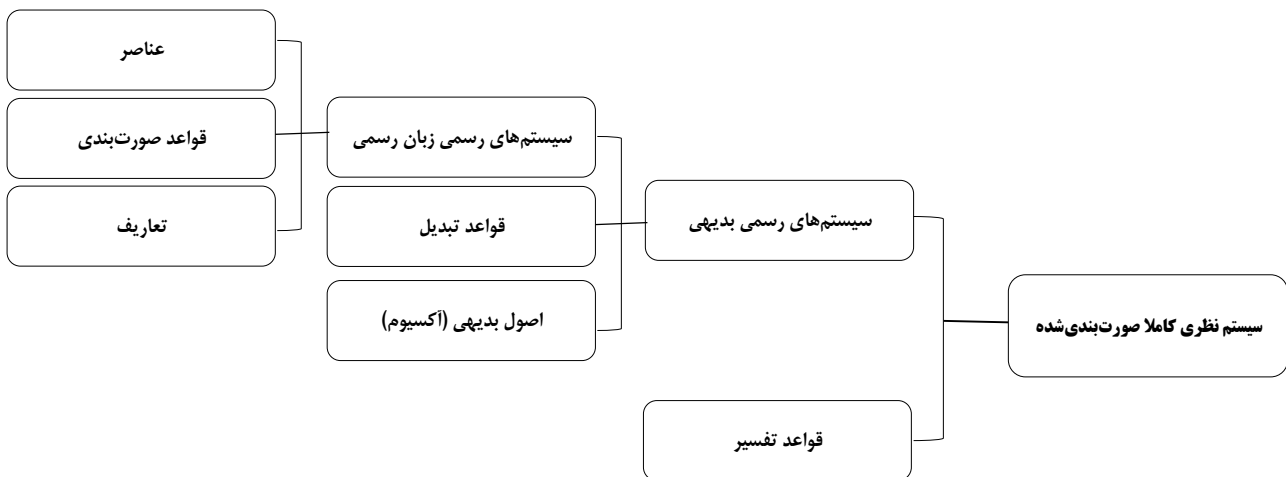 سیستم نظری کاملا صورت‌بندی‌شده
سیستم‌های رسمی بدیهی
قواعد تفسیر
سیستم‌های رسمی زبان رسمی
قواعد تبدیل
اصول بدیهی (آکسیوم)
عناصر
قواعد صورت‌بندی
تعاریف